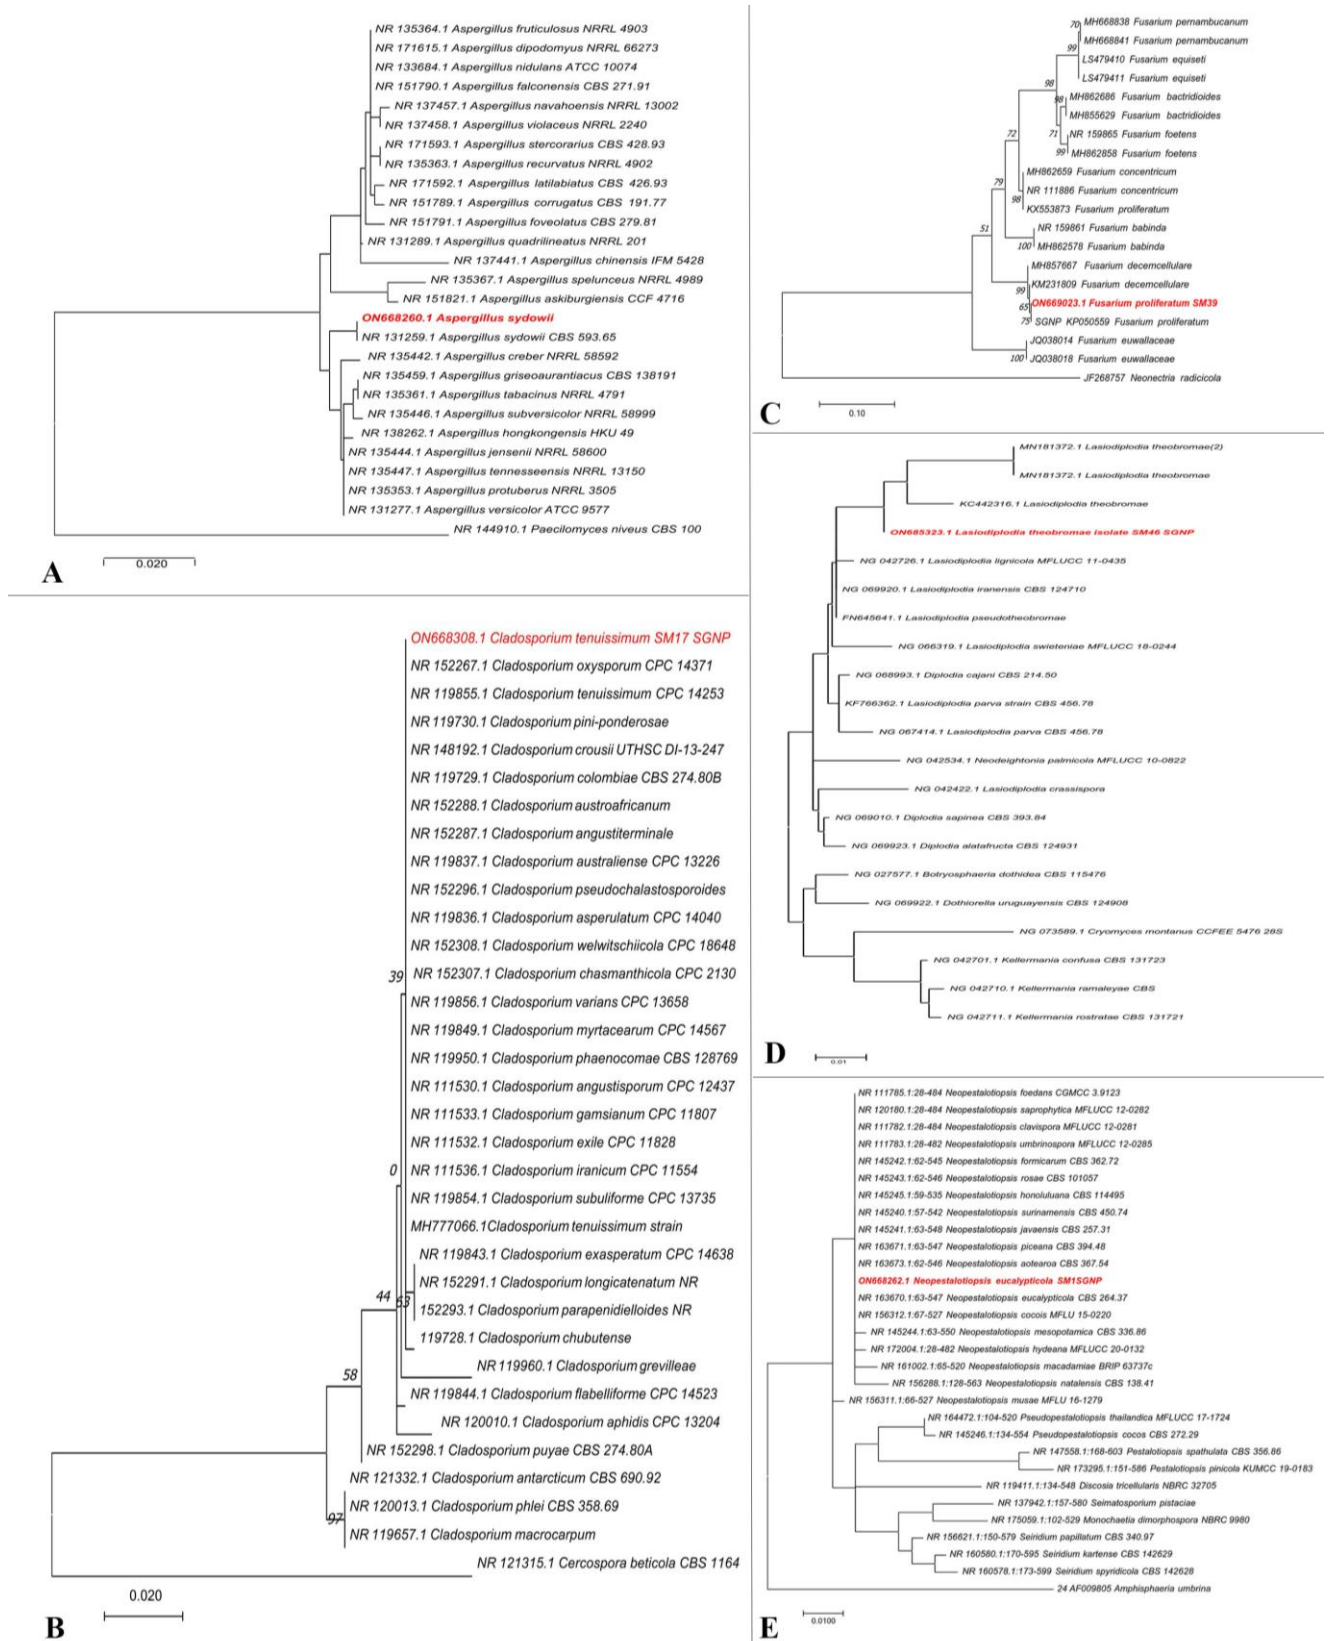 NR 135364.1 Aspergillus fruticulosus NRRL 4903
NR 171615.1 Aspergillus dipodomyus NRRL 66273
NR 133684.1 Aspergillus nidulans ATCC 10074
NR 151790.1 Aspergillus falconensis CBS 271.91
NR 137457.1 Aspergillus navahoensis NRRL 13002
NR 137458.1 Aspergillus violaceus NRRL 2240
NR 171593.1 Aspergillus stercorarius CBS 428.93
NR 135363.1 Aspergillus recurvatus NRRL 4902
NR 171592.1 Aspergillus latilabiatus CBS 426.93
NR 151789.1 Aspergillus corrugatus CBS 191.77
NR 151791.1 Aspergillus foveolatus CBS 279.81
NR 131289.1 Aspergillus quadrilineatus NRRL 201
NR 137441.1 Aspergillus chinensis IFM 5428
NR 135367.1 Aspergillus spelunceus NRRL 4989
NR 151821.1 Aspergillus askiburgiensis CCF 4716
ON668260.1 Aspergillus sydowii
NR 131259.1 Aspergillus sydowii CBS 593.65
NR 135442.1 Aspergillus creber NRRL 58592
NR 135459.1 Aspergillus griseoaurantiacus CBS 138191
NR 135361.1 Aspergillus tabacinus NRRL 4791
NR 135446.1 Aspergillus subversicolor NRRL 58999
NR 138262.1 Aspergillus hongkongensis HKU 49
NR 135444.1 Aspergillus jensenii NRRL 58600
NR 135447.1 Aspergillus tennesseensis NRRL 13150
NR 135353.1 Aspergillus protuberus NRRL 3505
NR 131277.1 Aspergillus versicolor ATCC 9577
NR 144910.1 Paecilomyces niveus CBS 100
0.020
A
ON668308.1 Cladosporium tenuissimum SM17 SGNP
NR 152267.1 Cladosporium oxysporum CPC 14371
NR 119855.1 Cladosporium tenuissimum CPC 14253
NR 119730.1 Cladosporium pini-ponderosae
NR 148192.1 Cladosporium crousii UTHSC DI-13-247
NR 119729.1 Cladosporium colombiae CBS 274.80B
NR 152288.1 Cladosporium austroafricanum
NR 152287.1 Cladosporium angustiterminale
NR 119837.1 Cladosporium australiense CPC 13226
NR 152296.1 Cladosporium pseudochalastosporoides
NR 119836.1 Cladosporium asperulatum CPC 14040
NR 152308.1 Cladosporium welwitschiicola CPC 18648
39
NR 152307.1 Cladosporium chasmanthicola CPC 2130
NR 119856.1 Cladosporium varians CPC 13658
NR 119849.1 Cladosporium myrtacearum CPC 14567
NR 119950.1 Cladosporium phaenocomae CBS 128769
NR 111530.1 Cladosporium angustisporum CPC 12437
NR 111533.1 Cladosporium gamsianum CPC 11807
NR 111532.1 Cladosporium exile CPC 11828
0
NR 111536.1 Cladosporium iranicum CPC 11554
NR 119854.1 Cladosporium subuliforme CPC 13735
MH777066.1Cladosporium tenuissimum strain
NR 119843.1 Cladosporium exasperatum CPC 14638
NR 152291.1 Cladosporium longicatenatum NR
44 63
152293.1 Cladosporium parapenidielloides NR
119728.1 Cladosporium chubutense
NR 119960.1 Cladosporium grevilleae
58
NR 119844.1 Cladosporium flabelliforme CPC 14523
NR 120010.1 Cladosporium aphidis CPC 13204
NR 152298.1 Cladosporium puyae CBS 274.80A
NR 121332.1 Cladosporium antarcticum CBS 690.92
NR 120013.1 Cladosporium phlei CBS 358.69
97
NR 119657.1 Cladosporium macrocarpum
NR 121315.1 Cercospora beticola CBS 1164
0.020
B
70
MH668838 Fusarium pernambucanum
MH668841 Fusarium pernambucanum
99
LS479410 Fusarium equiseti
LS479411 Fusarium equiseti
98
MH862686 Fusarium bactridioides
98
MH855629 Fusarium bactridioides
72
71
NR 159865 Fusarium foetens
99
MH862858 Fusarium foetens
MH862659 Fusarium concentricum
79
NR 111886 Fusarium concentricum
98
KX553873 Fusarium proliferatum
51
NR 159861 Fusarium babinda
100
MH862578 Fusarium babinda
MH857667 Fusarium decemcellulare
KM231809 Fusarium decemcellulare
99
ON669023.1 Fusarium proliferatum SM39
65
75
SGNP KP050559 Fusarium proliferatum
JQ038014 Fusarium euwallaceae
100
JQ038018 Fusarium euwallaceae
JF268757 Neonectria radicicola
0.10
C
MN181372.1 Lasiodiplodia theobromae(2)
MN181372.1 Lasiodiplodia theobromae
KC442316.1 Lasiodiplodia theobromae
ON685323.1 Lasiodiplodia theobromae isolate SM46 SGNP
NG 042726.1 Lasiodiplodia lignicola MFLUCC 11-0435
NG 069920.1 Lasiodiplodia iranensis CBS 124710
FN645641.1 Lasiodiplodia pseudotheobromae
NG 066319.1 Lasiodiplodia swieteniae MFLUCC 18-0244
NG 068993.1 Diplodia cajani CBS 214.50
KF766362.1 Lasiodiplodia parva strain CBS 456.78
NG 067414.1 Lasiodiplodia parva CBS 456.78
NG 042534.1 Neodeightonia palmicola MFLUCC 10-0822
NG 042422.1 Lasiodiplodia crassispora
NG 069010.1 Diplodia sapinea CBS 393.84
NG 069923.1 Diplodia alatafructa CBS 124931
NG 027577.1 Botryosphaeria dothidea CBS 115476
NG 069922.1 Dothiorella uruguayensis CBS 124908
NG 073589.1 Cryomyces montanus CCFEE 5476 28S
NG 042701.1 Kellermania confusa CBS 131723
NG 042710.1 Kellermania ramaleyae CBS
NG 042711.1 Kellermania rostratae CBS 131721
0.01
D
NR 111785.1:28-484 Neopestalotiopsis foedans CGMCC 3.9123
NR 120180.1:28-484 Neopestalotiopsis saprophytica MFLUCC 12-0282
NR 111782.1:28-484 Neopestalotiopsis clavispora MFLUCC 12-0281
NR 111783.1:28-482 Neopestalotiopsis umbrinospora MFLUCC 12-0285
NR 145242.1:62-545 Neopestalotiopsis formicarum CBS 362.72
NR 145243.1:62-546 Neopestalotiopsis rosae CBS 101057
NR 145245.1:59-535 Neopestalotiopsis honoluluana CBS 114495
NR 145240.1:57-542 Neopestalotiopsis surinamensis CBS 450.74
NR 145241.1:63-548 Neopestalotiopsis javaensis CBS 257.31
NR 163671.1:63-547 Neopestalotiopsis piceana CBS 394.48
NR 163673.1:62-546 Neopestalotiopsis aotearoa CBS 367.54
ON668262.1 Neopestalotiopsis eucalypticola SM1SGNP
NR 163670.1:63-547 Neopestalotiopsis eucalypticola CBS 264.37
NR 156312.1:67-527 Neopestalotiopsis cocois MFLU 15-0220
NR 145244.1:63-550 Neopestalotiopsis mesopotamica CBS 336.86
NR 172004.1:28-482 Neopestalotiopsis hydeana MFLUCC 20-0132
NR 161002.1:65-520 Neopestalotiopsis macadamiae BRIP 63737c
NR 156288.1:128-563 Neopestalotiopsis natalensis CBS 138.41
NR 156311.1:66-527 Neopestalotiopsis musae MFLU 16-1279
NR 164472.1:104-520 Pseudopestalotiopsis thailandica MFLUCC 17-1724
NR 145246.1:134-554 Pseudopestalotiopsis cocos CBS 272.29
NR 147558.1:168-603 Pestalotiopsis spathulata CBS 356.86
NR 173295.1:151-586 Pestalotiopsis pinicola KUMCC 19-0183
NR 119411.1:134-548 Discosia tricellularis NBRC 32705
NR 137942.1:157-580 Seimatosporium pistaciae
NR 175059.1:102-529 Monochaetia dimorphospora NBRC 9980
NR 156621.1:150-579 Seiridium papillatum CBS 340.97
NR 160580.1:170-595 Seiridium kartense CBS 142629
NR 160578.1:173-599 Seiridium spyridicola CBS 142628
24 AF009805 Amphisphaeria umbrina
0.0100
E